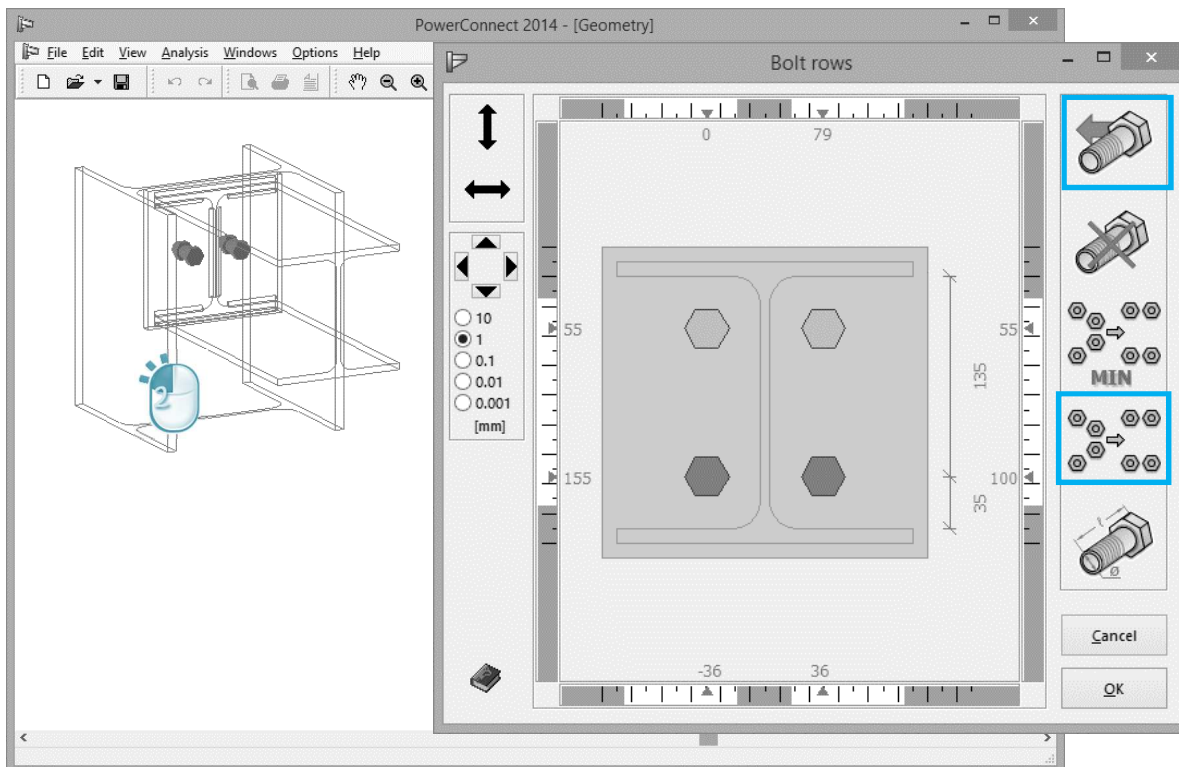 PowerConnect 2014 - [Geometry]
File Edit View Analysis Windows Options Help
Bolt rows
0 79
10
1
0.1
0.01
0.001
[mm]
55 55
135
155 100
35
-36 36
2
MIN
ℓ
Ø
Cancel
OK